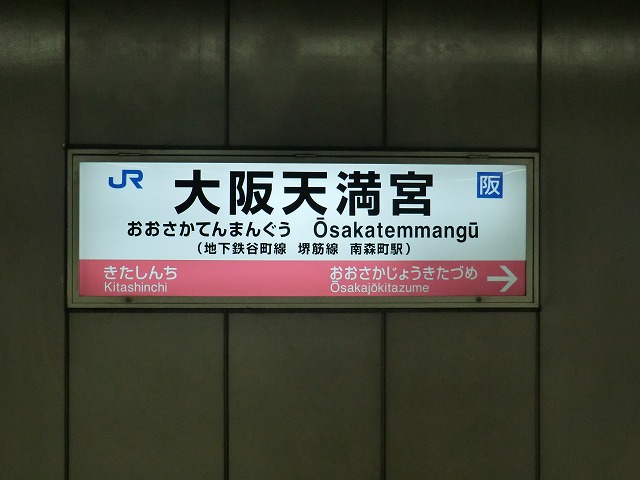 JR 大阪天満宮 阪
おおさかてんまんぐう Ōsakatemmangū
(地下鉄谷町線 堺筋線 南森町駅)
きたしんち おおさかじょうきたづめ →
Kitashinchi Ōsakajōkitazume